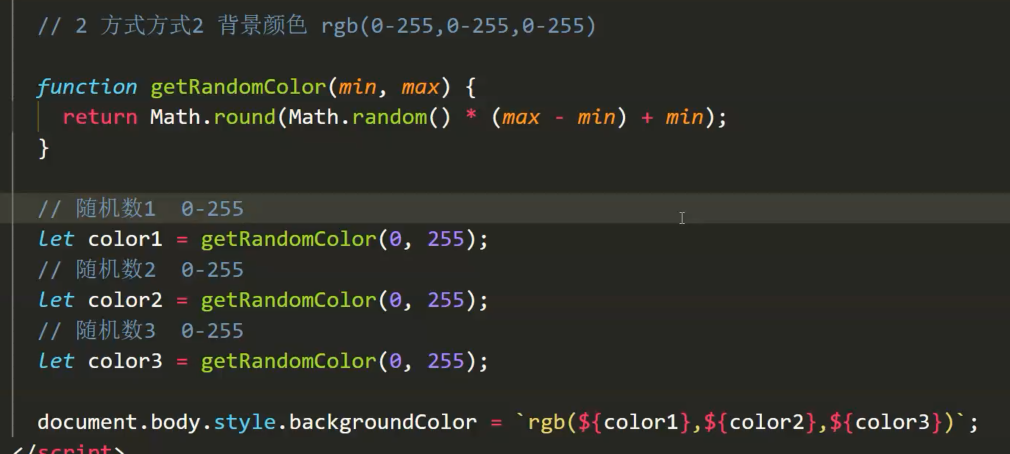 // 2 方式方式2 背景颜色 rgb(0-255,0-255,0-255)
function getRandomColor(min, max) {
return Math.round(Math.random() * (max - min) + min);
}
// 随机数1 0-255
let color1 = getRandomColor(0, 255);
// 随机数2 0-255
let color2 = getRandomColor(0, 255);
// 随机数3 0-255
let color3 = getRandomColor(0, 255);
document.body.style.backgroundColor = `rgb(${color1},${color2},${color3})`;
</script>